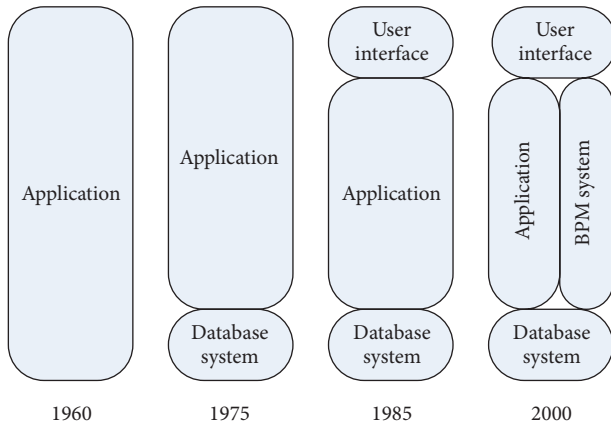 Application
1960
Application
Database
system
1975
User
interface
Application
Database
system
1985
User
interface
Application
BPM system
Database
system
2000